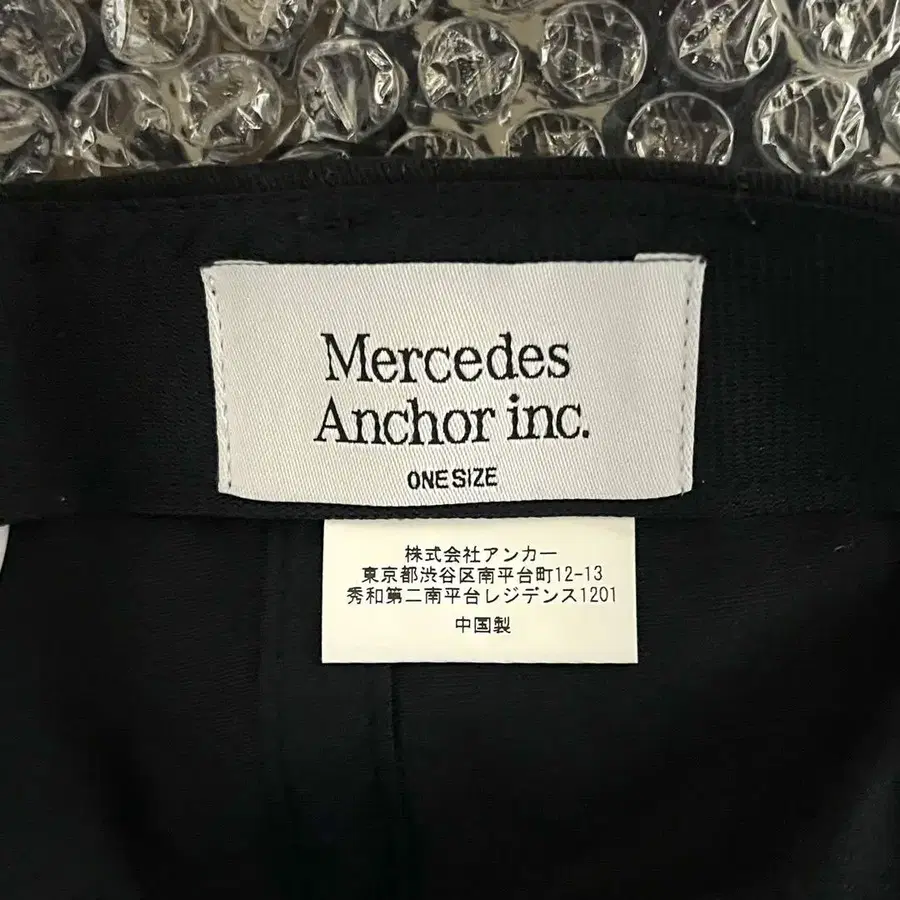 Mercedes
Anchor inc.
ONE SIZE
株式会社アンカー
東京都渋谷区南平台町12-13
秀和第二南平台レジデンス1201
中国製